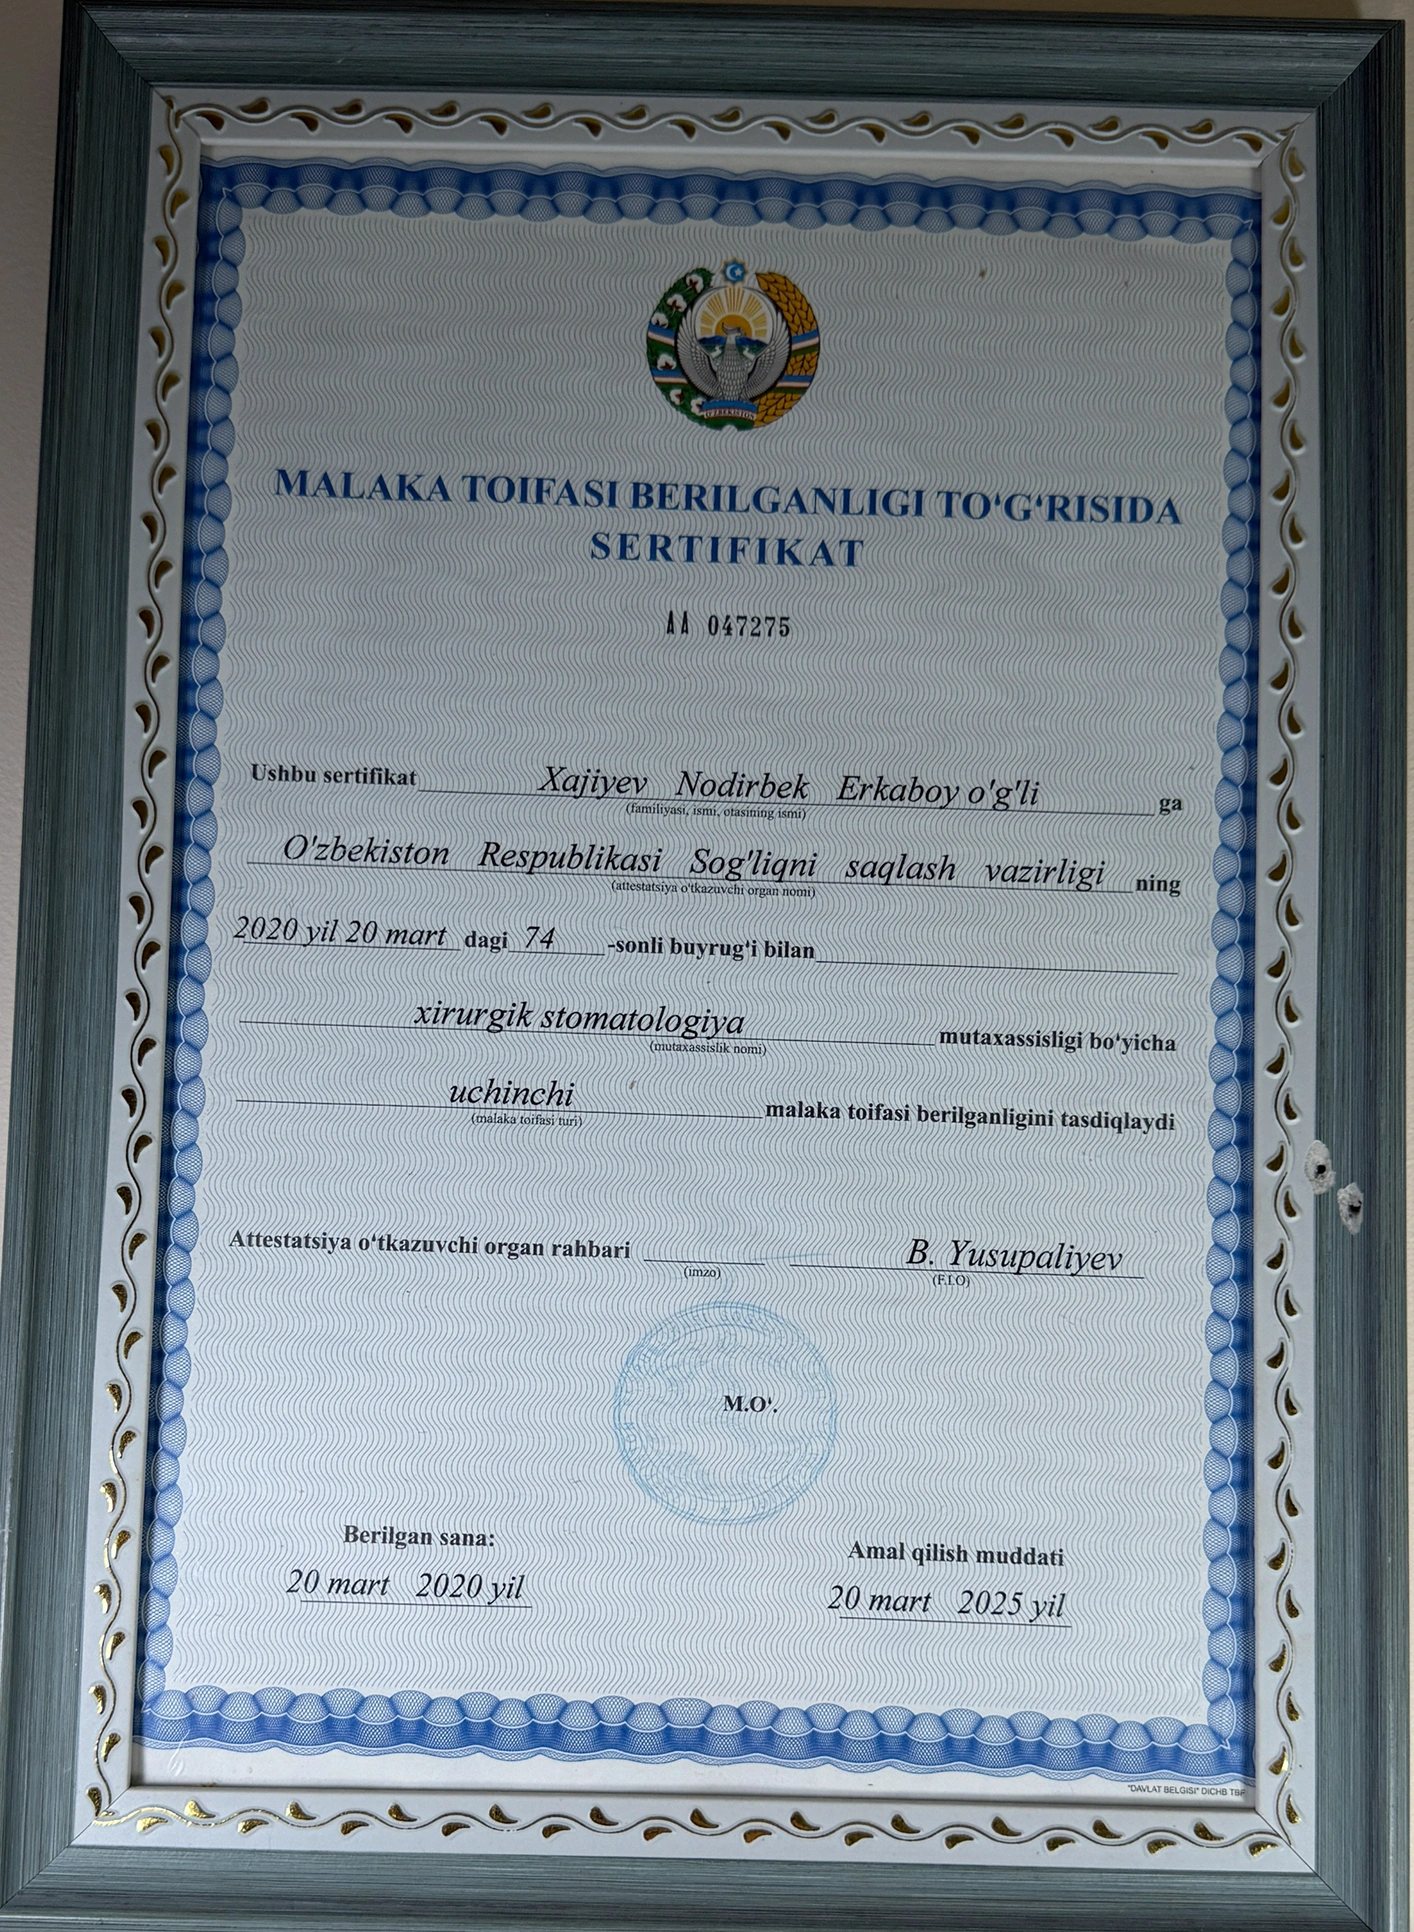 O'ZBEKISTON
MALAKA TOIFASI BERILGANLIGI TO‘G‘RISIDA
SERTIFIKAT
AA 047275
Ushbu sertifikat Xajiyev Nodirbek Erkaboy o'g'li ga
(familiyasi, ismi, otasining ismi)
O'zbekiston Respublikasi Sog'liqni saqlash vazirligi ning
(attestatsiya o‘tkazuvchi organ nomi)
2020 yil 20 mart dagi 74 -sonli buyrug‘i bilan
xirurgik stomatologiya mutaxassisligi bo‘yicha
(mutaxassislik nomi)
uchinchi malaka toifasi berilganligini tasdiqlaydi
(malaka toifasi turi)
Attestatsiya o‘tkazuvchi organ rahbari B. Yusupaliyev
(imzo) (F.I.O)
M.O‘.
Berilgan sana: Amal qilish muddati
20 mart 2020 yil 20 mart 2025 yil
"DAVLAT BELGISI" DICHB TBF